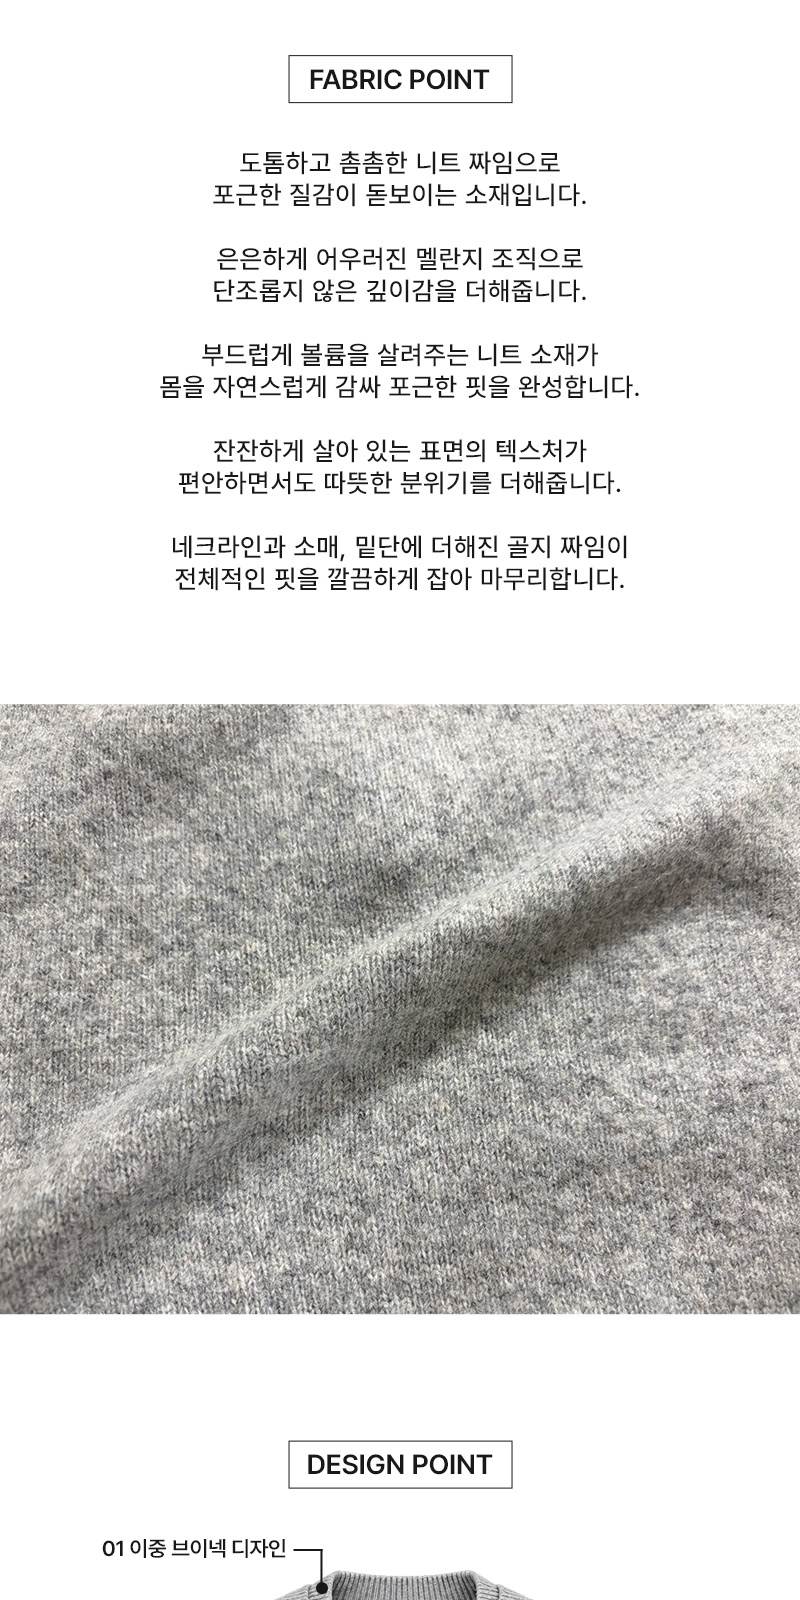 FABRIC POINT
도톰하고 촘촘한 니트 짜임으로
포근한 질감이 돋보이는 소재입니다.
은은하게 어우러진 멜란지 조직으로
단조롭지 않은 깊이감을 더해줍니다.
부드럽게 볼륨을 살려주는 니트 소재가
몸을 자연스럽게 감싸 포근한 핏을 완성합니다.
잔잔하게 살아 있는 표면의 텍스처가
편안하면서도 따뜻한 분위기를 더해줍니다.
네크라인과 소매, 밑단에 더해진 골지 짜임이
전체적인 핏을 깔끔하게 잡아 마무리합니다.
DESIGN POINT
01 이중 브이넥 디자인